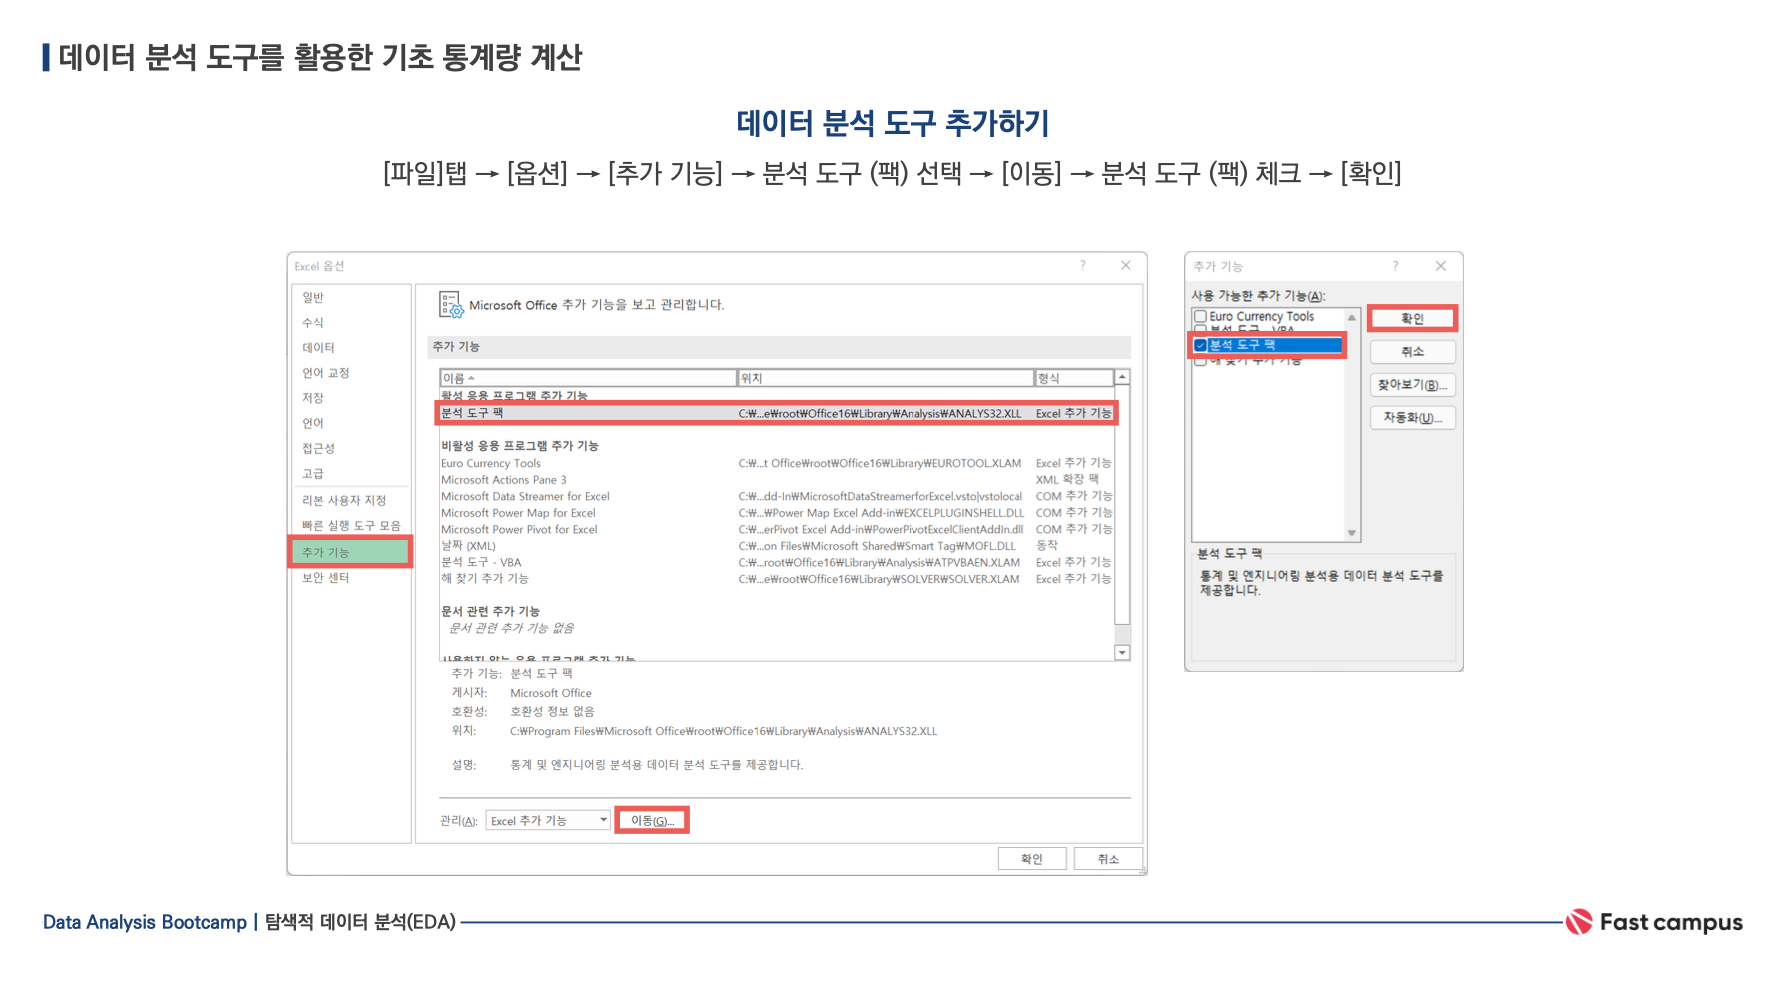 데이터 분석 도구를 활용한 기초 통계량 계산
데이터 분석 도구 추가하기
[파일]탭 → [옵션] → [추가 기능] → 분석 도구 (팩) 선택 → [이동] → 분석 도구 (팩) 체크 → [확인]
Excel 옵션
?
일반
수식
데이터
언어 교정
저장
언어
접근성
고급
리본 사용자 지정
빠른 실행 도구 모음
추가 기능
보안 센터
Microsoft Office 추가 기능을 보고 관리합니다.
추가 기능
이름 위치 형식
활성 응용 프로그램 추가 기능
분석 도구 팩 C:₩...e₩root₩Office16₩Library₩Analysis₩ANALYS32.XLL Excel 추가 기능
비활성 응용 프로그램 추가 기능
Euro Currency Tools C:₩...t Office₩root₩Office16₩Library₩EUROTOOL.XLAM Excel 추가 기능
Microsoft Actions Pane 3 XML 확장 팩
Microsoft Data Streamer for Excel C:₩...dd-In₩MicrosoftDataStreamerforExcel.vsto|vstolocal COM 추가 기능
Microsoft Power Map for Excel C:₩...₩Power Map Excel Add-in₩EXCELPLUGINSHELL.DLL COM 추가 기능
Microsoft Power Pivot for Excel C:₩...erPivot Excel Add-in₩PowerPivotExcelClientAddIn.dll COM 추가 기능
날짜 (XML) C:₩...on Files₩Microsoft Shared₩Smart Tag₩MOFL.DLL 동작
분석 도구 - VBA C:₩...root₩Office16₩Library₩Analysis₩ATPVBAEN.XLAM Excel 추가 기능
해 찾기 추가 기능 C:₩...e₩root₩Office16₩Library₩SOLVER₩SOLVER.XLAM Excel 추가 기능
문서 관련 추가 기능
문서 관련 추가 기능 없음
사용하지 않는 응용 프로그램 추가 기능
추가 기능: 분석 도구 팩
게시자: Microsoft Office
호환성: 호환성 정보 없음
위치: C:₩Program Files₩Microsoft Office₩root₩Office16₩Library₩Analysis₩ANALYS32.XLL
설명: 통계 및 엔지니어링 분석용 데이터 분석 도구를 제공합니다.
관리(A): Excel 추가 기능 이동(G)...
확인 취소
추가 기능
?
사용 가능한 추가 기능(A):
Euro Currency Tools
분석 도구 - VBA
분석 도구 팩
해 찾기 추가 기능
확인
취소
찾아보기(B)...
자동화(U)...
분석 도구 팩
통계 및 엔지니어링 분석용 데이터 분석 도구를
제공합니다.
Data Analysis Bootcamp | 탐색적 데이터 분석(EDA)
Fast campus